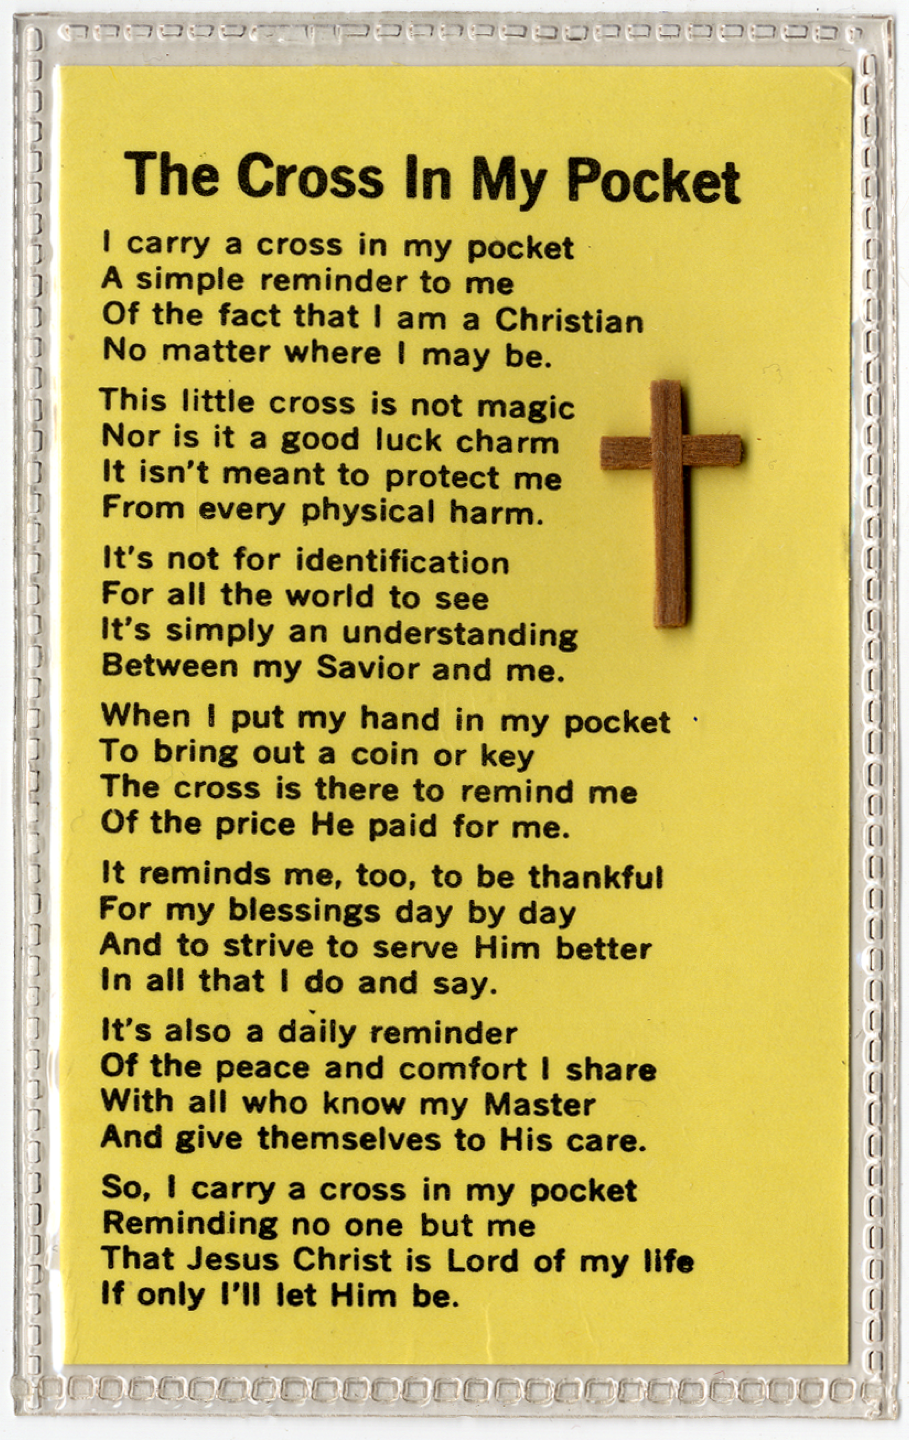 The Cross In My Pocket
I carry a cross in my pocket
A simple reminder to me
Of the fact that I am a Christian
No matter where I may be.
This little cross is not magic
Nor is it a good luck charm
It isn't meant to protect me
From every physical harm.
It's not for identification
For all the world to see
It's simply an understanding
Between my Savior and me.
When I put my hand in my pocket
To bring out a coin or key
The cross is there to remind me
Of the price He paid for me.
It reminds me, too, to be thankful
For my blessings day by day
And to strive to serve Him better
In all that I do and say.
It's also a daily reminder
Of the peace and comfort I share
With all who know my Master
And give themselves to His care.
So, I carry a cross in my pocket
Reminding no one but me
That Jesus Christ is Lord of my life
If only I'll let Him be.